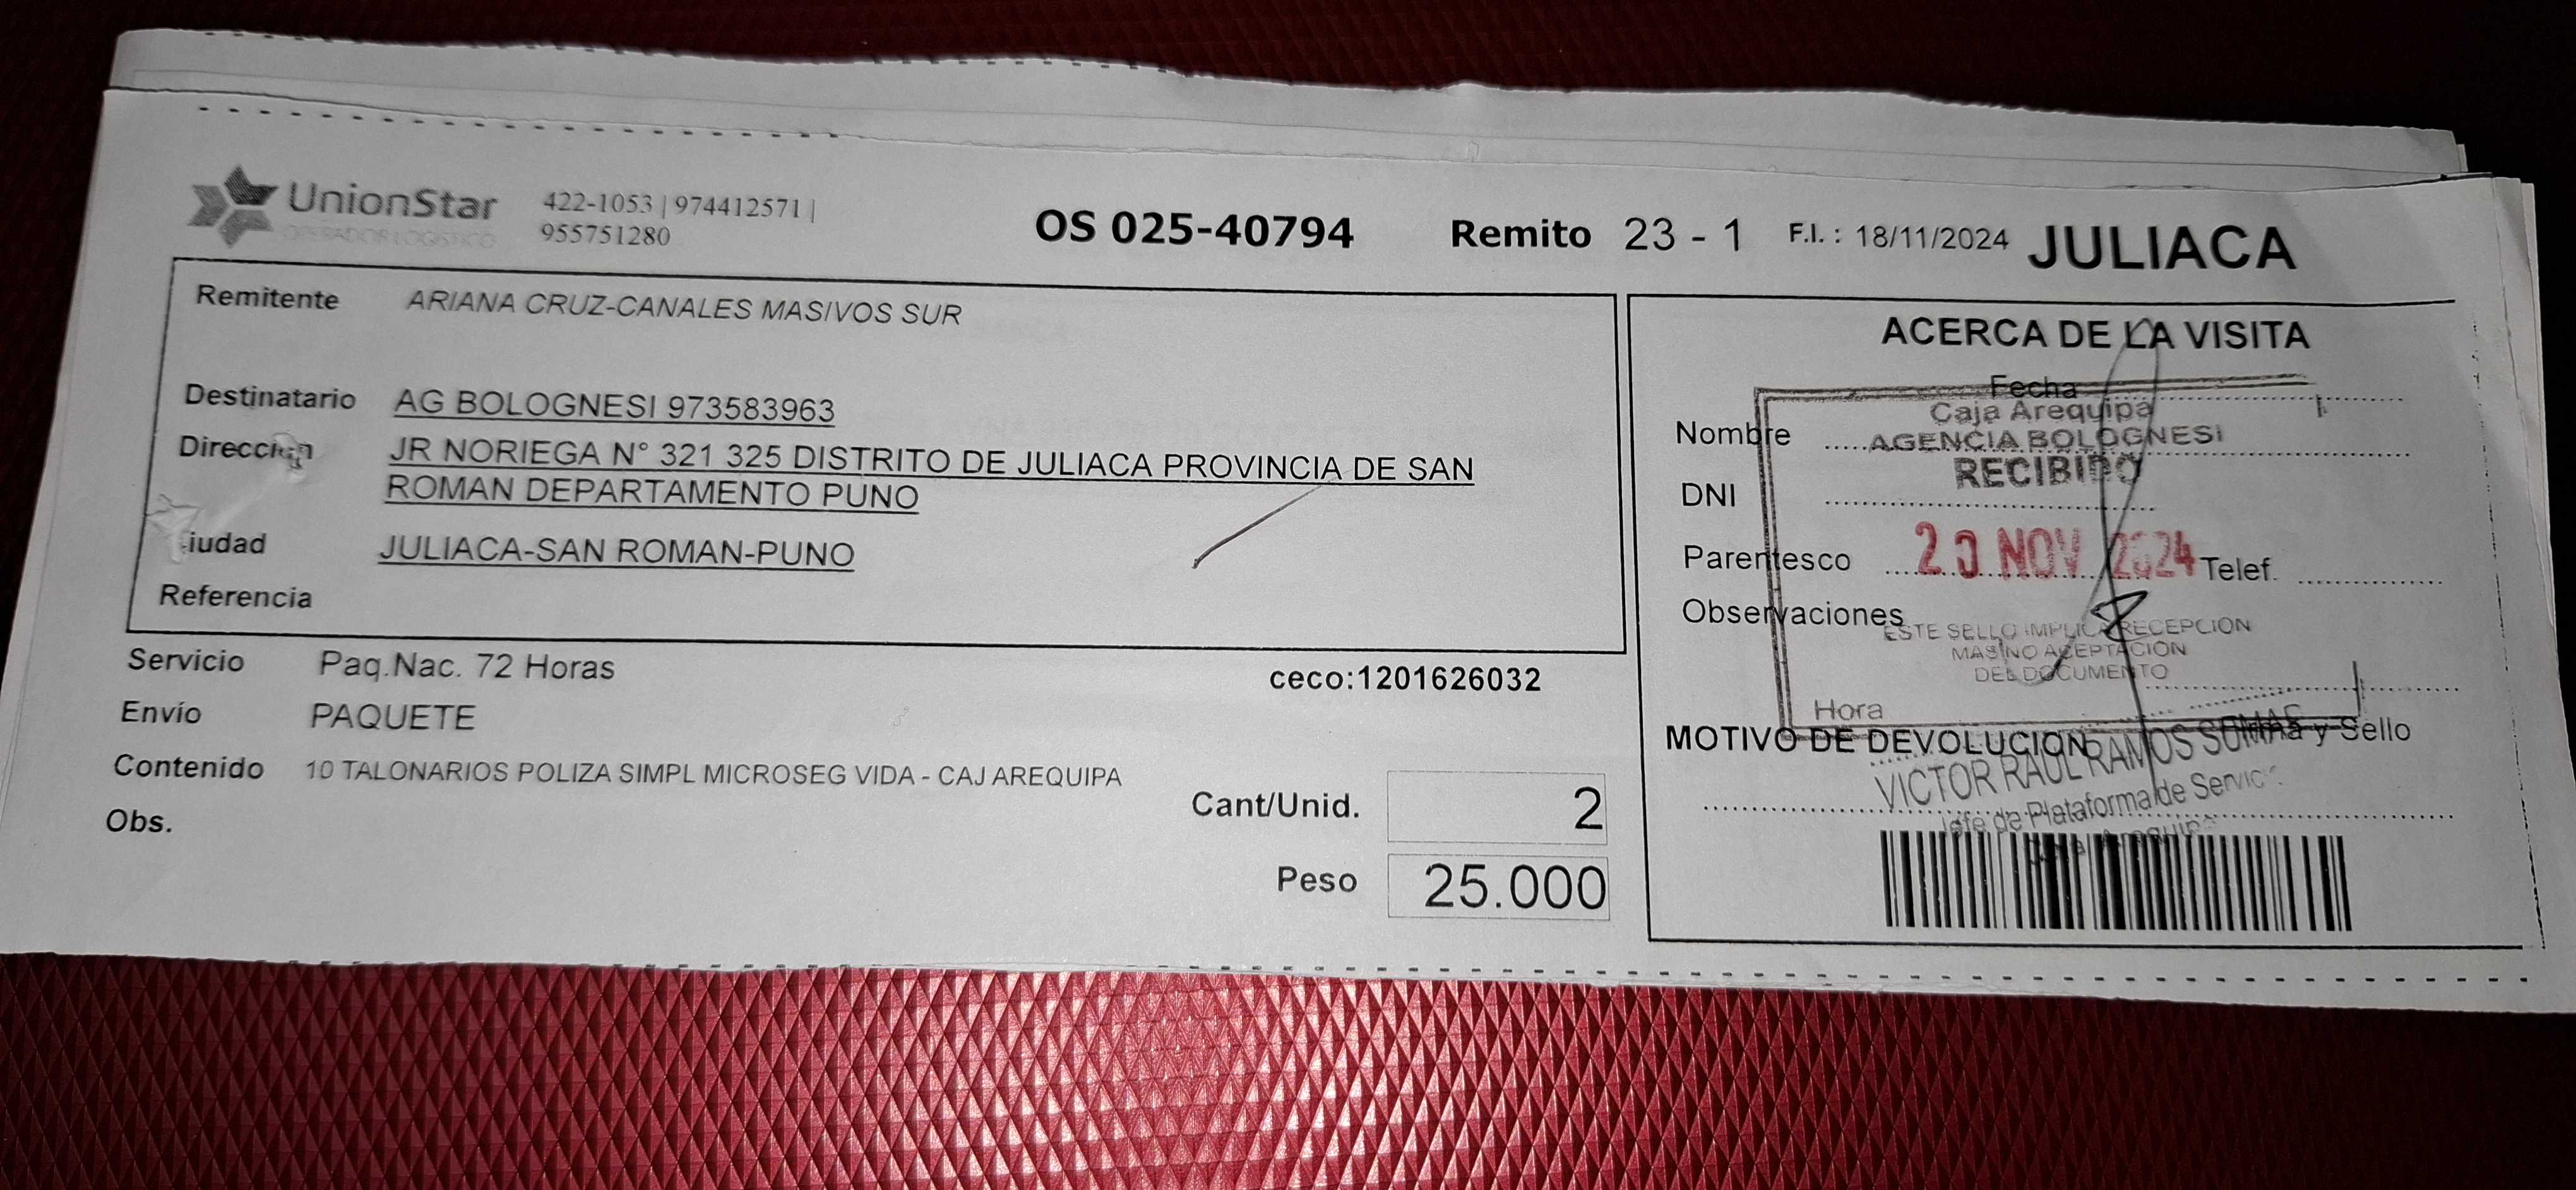 UnionStar
OPERADOR LOGISTICO
422-1053 | 974412571 |
955751280
OS 025-40794
Remito 23 - 1
F.I. : 18/11/2024
JULIACA
Remitente ARIANA CRUZ-CANALES MASIVOS SUR
Destinatario AG BOLOGNESI 973583963
JR NORIEGA N° 321 325 DISTRITO DE JULIACA PROVINCIA DE SAN
ROMAN DEPARTAMENTO PUNO
JULIACA-SAN ROMAN-PUNO
Referencia
Servicio Paq.Nac. 72 Horas
ceco:1201626032
Envío PAQUETE
Contenido 10 TALONARIOS POLIZA SIMPL MICROSEG VIDA - CAJ AREQUIPA
Obs.
Cant/Unid. 2
Peso 25.000
ACERCA DE LA VISITA
Fecha
Caja Arequipa
Nombre
AGENCIA BOLOGNESI
RECIBIDO
DNI
20 NOV 2024
Parentesco
Telef.
Observaciones
ESTE SELLO IMPLICA RECEPCION
MAS NO ACEPTACION
DEL DOCUMENTO
Hora
MOTIVO DE DEVOLUCION
y Sello
VICTOR RAUL RAMOS
Jefe de Plataforma de